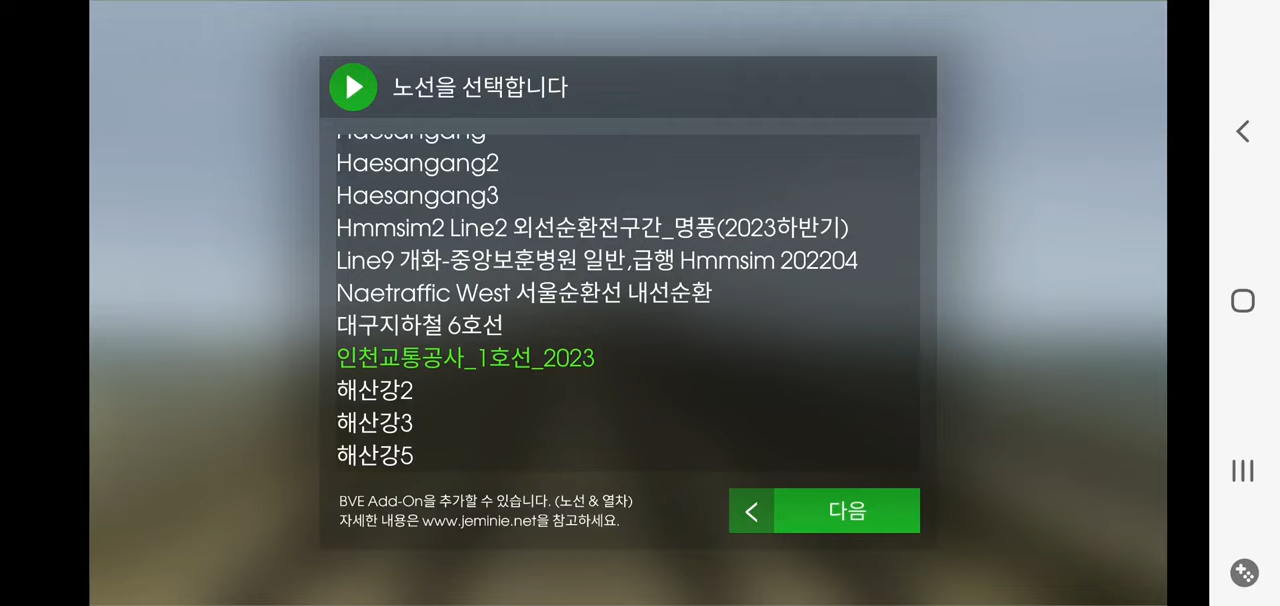 노선을 선택합니다
Haesangang
Haesangang2
Haesangang3
Hmmsim2 Line2 외선순환전구간_명풍(2023하반기)
Line9 개화-중앙보훈병원 일반,급행 Hmmsim 202204
Naetraffic West 서울순환선 내선순환
대구지하철 6호선
인천교통공사_1호선_2023
해산강2
해산강3
해산강5
BVE Add-On을 추가할 수 있습니다. (노선 & 열차)
자세한 내용은 www.jeminie.net을 참고하세요.
< 다음